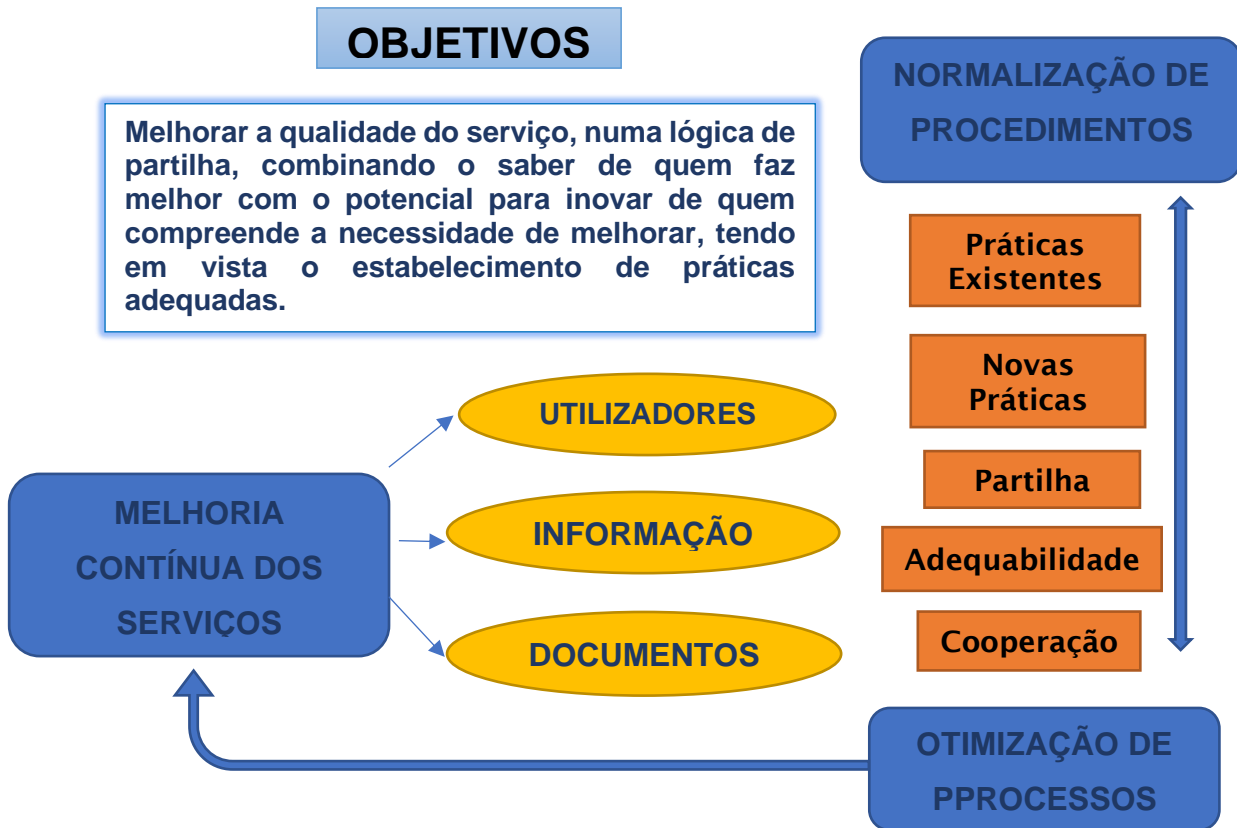 OBJETIVOS
Melhorar a qualidade do serviço, numa lógica de
partilha, combinando o saber de quem faz
melhor com o potencial para inovar de quem
compreende a necessidade de melhorar, tendo
em vista o estabelecimento de práticas
adequadas.
NORMALIZAÇÃO DE
PROCEDIMENTOS
Práticas
Existentes
Novas
Práticas
Partilha
Adequabilidade
Cooperação
UTILIZADORES
INFORMAÇÃO
DOCUMENTOS
MELHORIA
CONTÍNUA DOS
SERVIÇOS
OTIMIZAÇÃO DE
PPROCESSOS